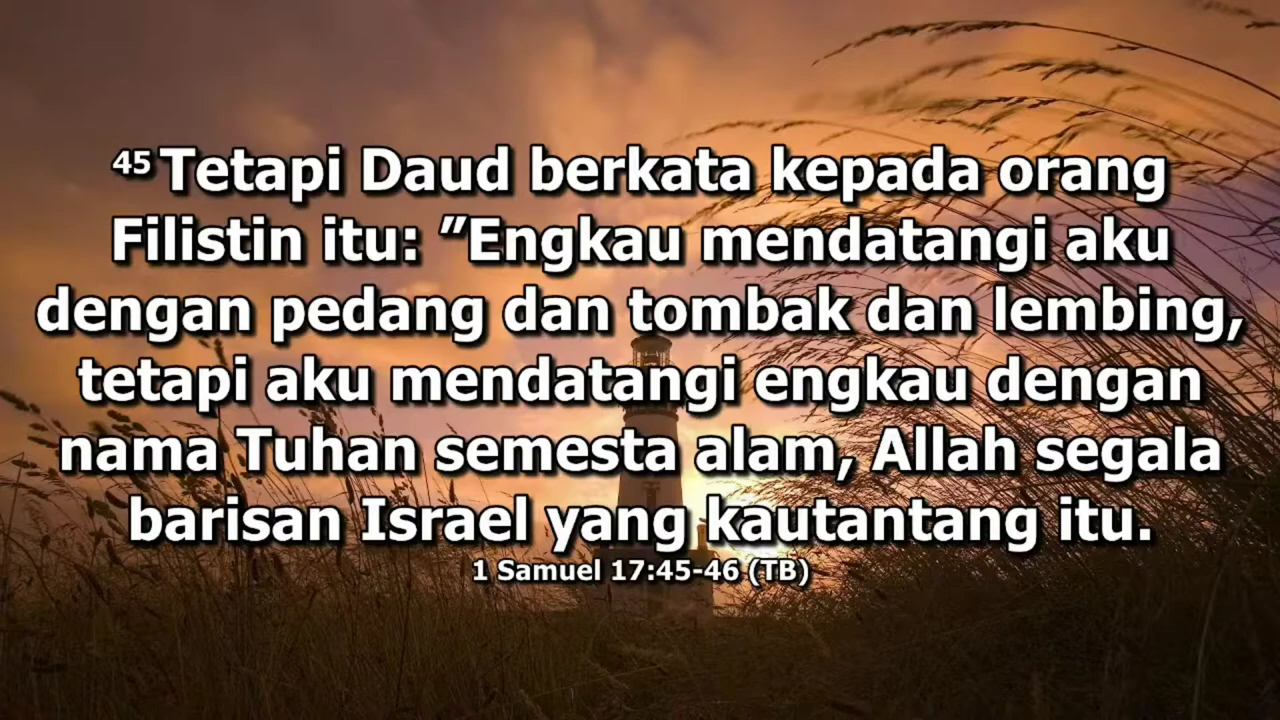 45 Tetapi Daud berkata kepada orang
Filistin itu: ”Engkau mendatangi aku
dengan pedang dan tombak dan lembing,
tetapi aku mendatangi engkau dengan
nama Tuhan semesta alam, Allah segala
barisan Israel yang kautantang itu.
1 Samuel 17:45-46 (TB)